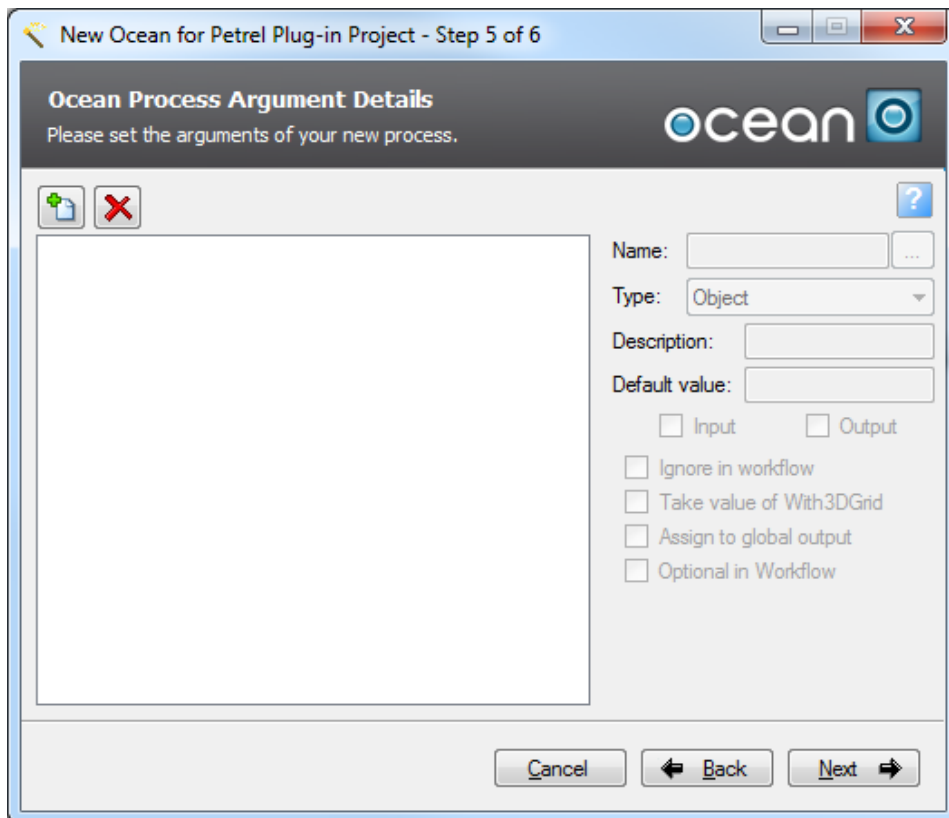 New Ocean for Petrel Plug-in Project - Step 5 of 6
Ocean Process Argument Details
Please set the arguments of your new process.
ocean
?
Name:
...
Type: Object
Description:
Default value:
Input Output
Ignore in workflow
Take value of With3DGrid
Assign to global output
Optional in Workflow
Cancel Back Next